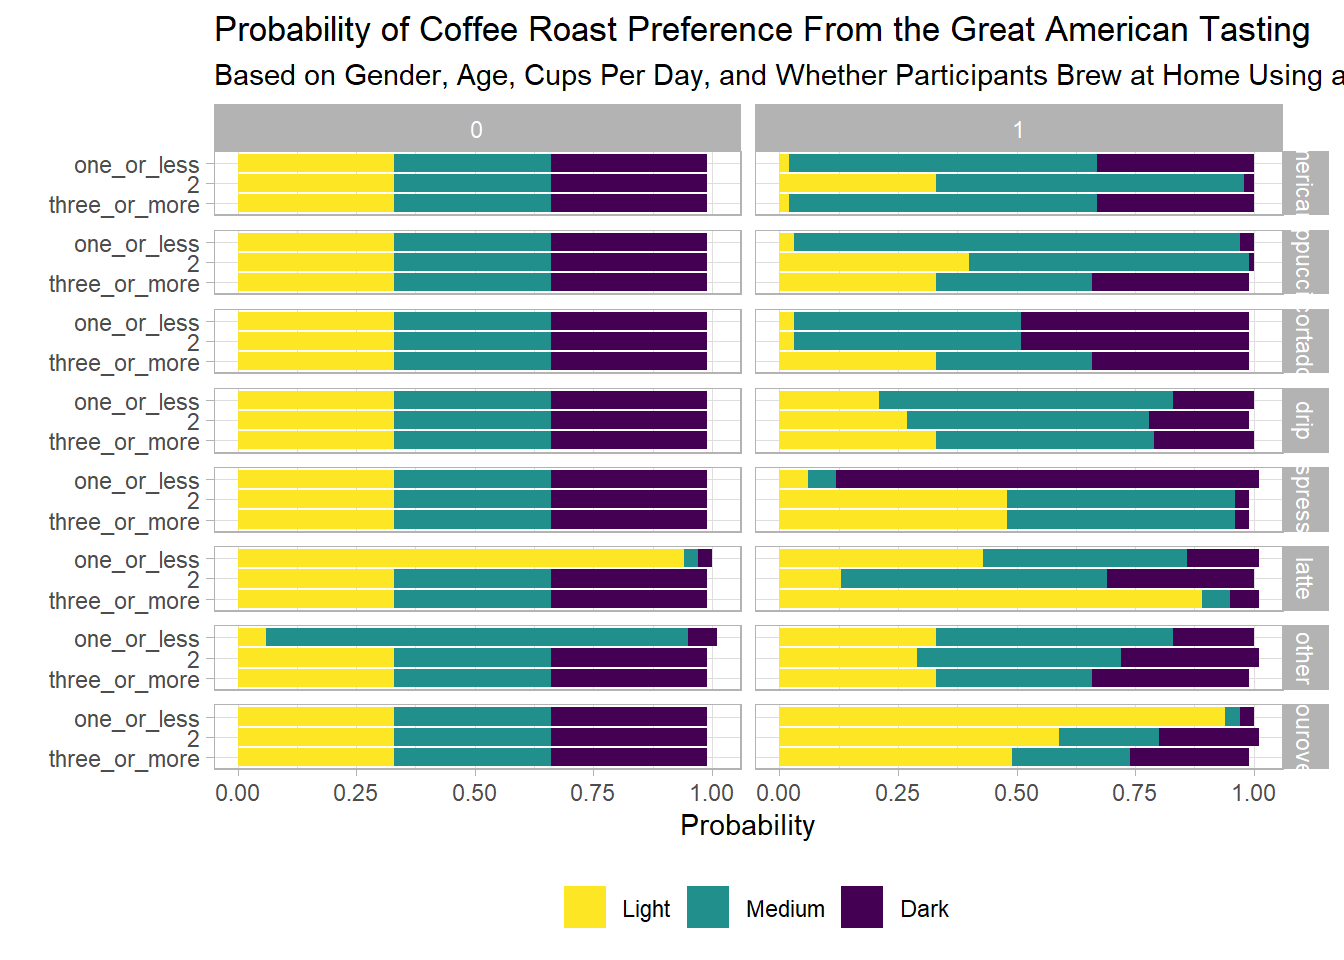 Probability of Coffee Roast Preference From the Great American Tasting
Based on Gender, Age, Cups Per Day, and Whether Participants Brew at Home Using a
0 1
one_or_less
2
three_or_more
one_or_less
2
three_or_more
one_or_less
2
three_or_more
cortado
one_or_less
2
three_or_more
drip
one_or_less
2
three_or_more
one_or_less
2
three_or_more
latte
one_or_less
2
three_or_more
other
one_or_less
2
three_or_more
0.00 0.25 0.50 0.75 1.00 0.00 0.25 0.50 0.75 1.00
Probability
Light Medium Dark